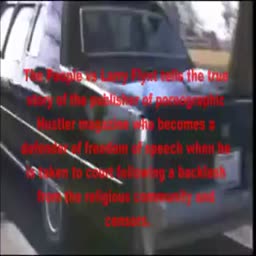 The People vs Larry Flynt tells the true
story of the publisher of pornographic
Hustler magazine who becomes a
defender of freedom of speech when he
is taken to court following a backlash
from the religious community and